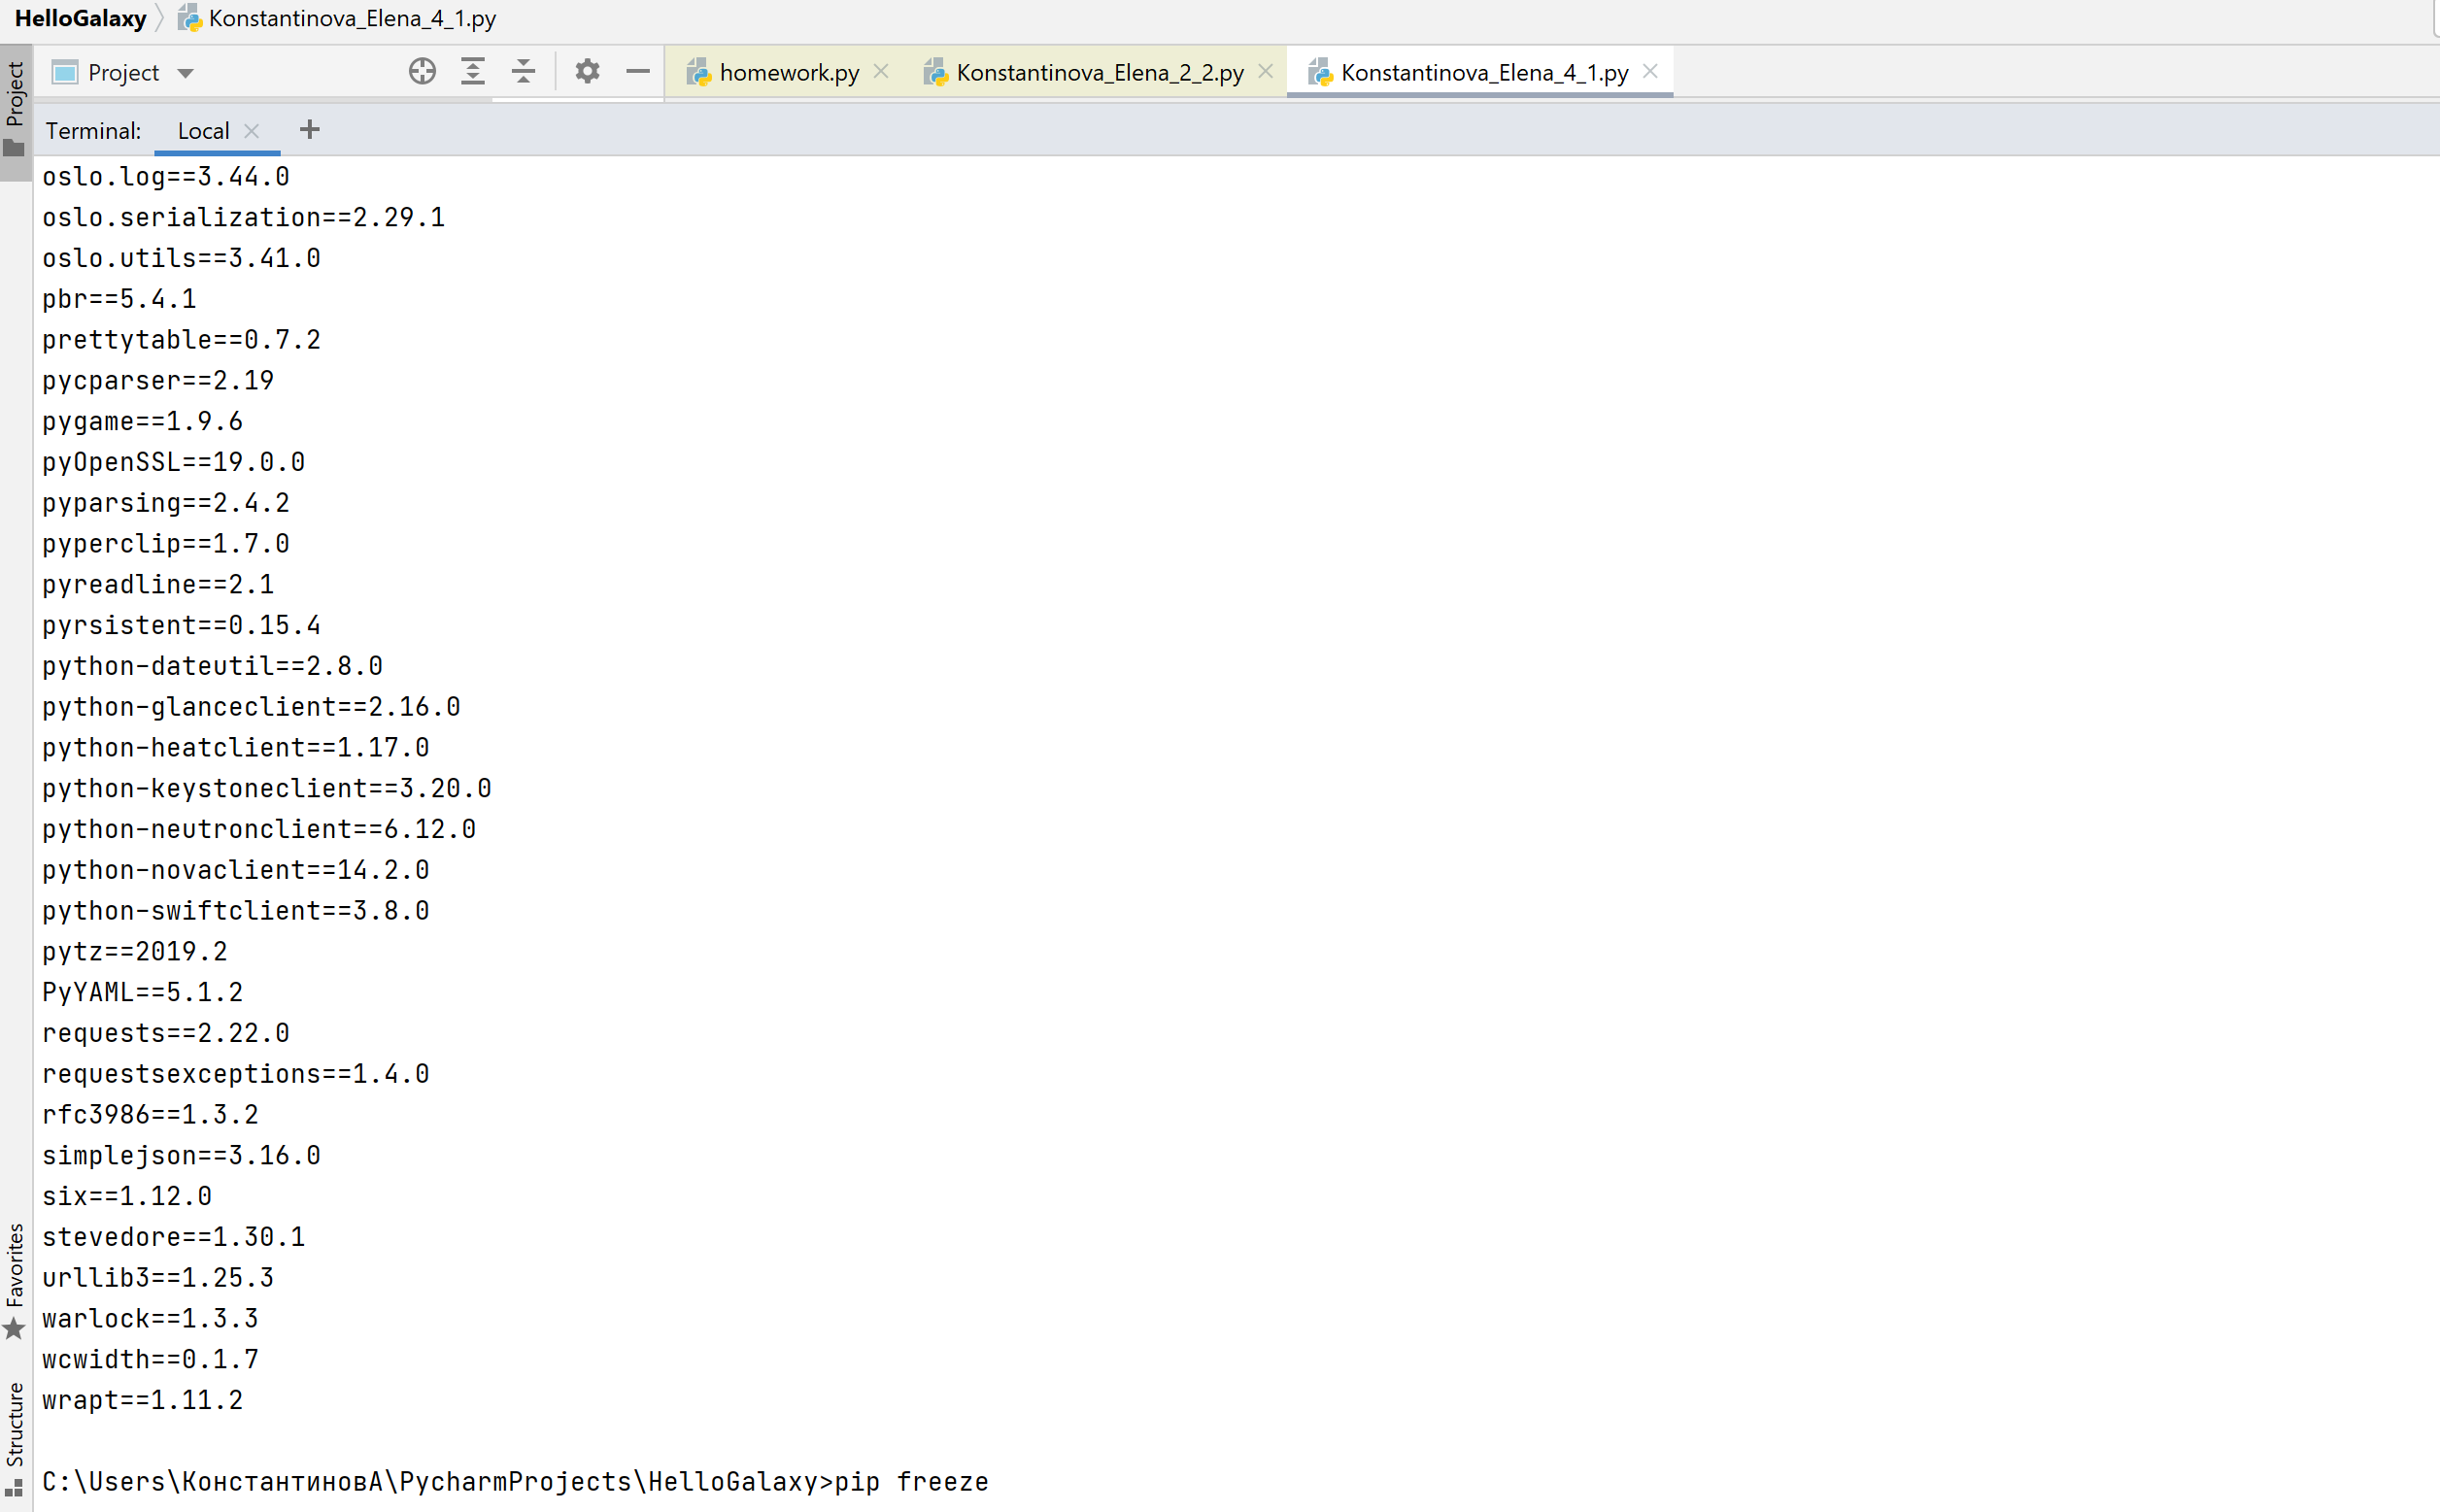 HelloGalaxy Konstantinova_Elena_4_1.py
Project homework.py Konstantinova_Elena_2_2.py Konstantinova_Elena_4_1.py
Project
Terminal: Local +
oslo.log==3.44.0
oslo.serialization==2.29.1
oslo.utils==3.41.0
pbr==5.4.1
prettytable==0.7.2
pycparser==2.19
pygame==1.9.6
pyOpenSSL==19.0.0
pyparsing==2.4.2
pyperclip==1.7.0
pyreadline==2.1
pyrsistent==0.15.4
python-dateutil==2.8.0
python-glanceclient==2.16.0
python-heatclient==1.17.0
python-keystoneclient==3.20.0
python-neutronclient==6.12.0
python-novaclient==14.2.0
python-swiftclient==3.8.0
pytz==2019.2
PyYAML==5.1.2
requests==2.22.0
requestsexceptions==1.4.0
rfc3986==1.3.2
simplejson==3.16.0
six==1.12.0
stevedore==1.30.1
urllib3==1.25.3
warlock==1.3.3
wcwidth==0.1.7
wrapt==1.11.2
C:\Users\КонстантиновА\PycharmProjects\HelloGalaxy>pip freeze
Favorites
Structure